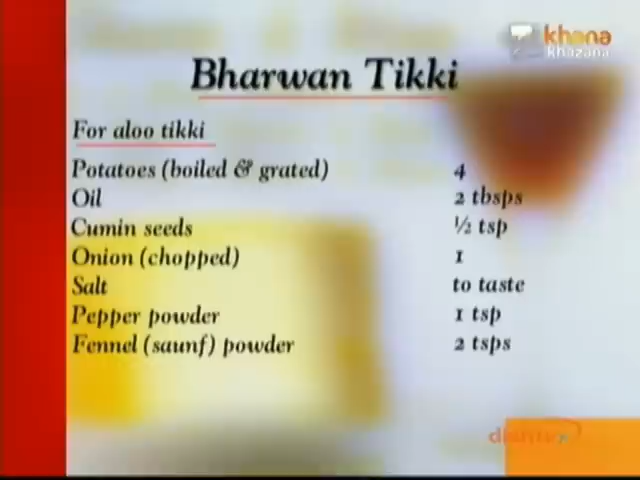 khana
khazana
Bharwan Tikki
For aloo tikki
Potatoes (boiled & grated) 4
Oil 2 tbsps
Cumin seeds ½ tsp
Onion (chopped) 1
Salt to taste
Pepper powder 1 tsp
Fennel (saunf) powder 2 tsps